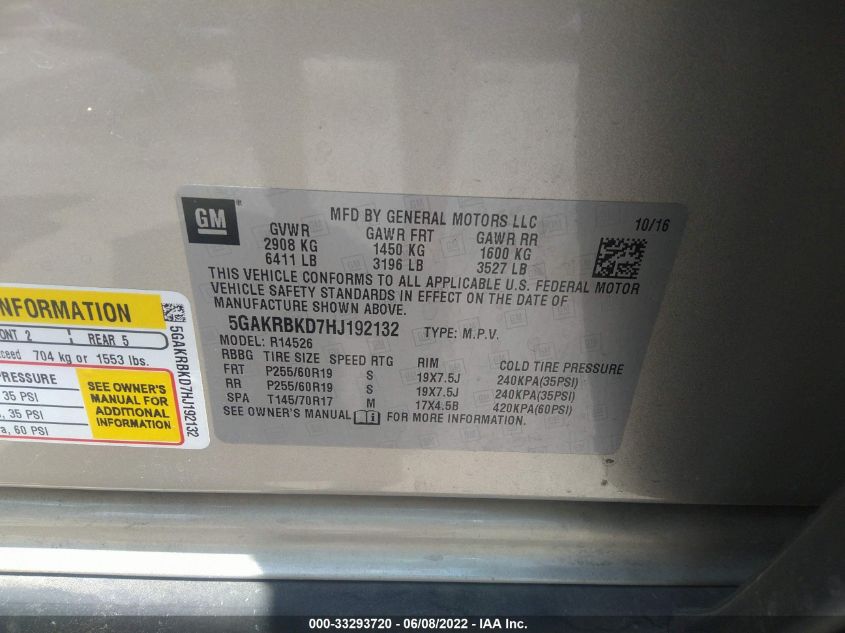 GM ®
MFD BY GENERAL MOTORS LLC
10/16
GVWR GAWR FRT GAWR RR
2908 KG 1450 KG 1600 KG
6411 LB 3196 LB 3527 LB
THIS VEHICLE CONFORMS TO ALL APPLICABLE U.S. FEDERAL MOTOR
VEHICLE SAFETY STANDARDS IN EFFECT ON THE DATE OF
MANUFACTURE SHOWN ABOVE.
5GAKRBKD7HJ192132 TYPE: M.P.V.
MODEL: R14526
RBBG TIRE SIZE SPEED RTG RIM COLD TIRE PRESSURE
FRT P255/60R19 S 19X7.5J 240KPA(35PSI)
RR P255/60R19 S 19X7.5J 240KPA(35PSI)
SPA T145/70R17 M 17X4.5B 420KPA(60PSI)
SEE OWNER'S MANUAL FOR MORE INFORMATION.
NFORMATION
ONT 2 REAR 5
xceed 704 kg or 1553 lbs.
PRESSURE
35 PSI
, 35 PSI
a, 60 PSI
SEE OWNER'S
MANUAL FOR
ADDITIONAL
INFORMATION
5GAKRBKD7HJ192132
000-33293720 - 06/08/2022 - IAA Inc.